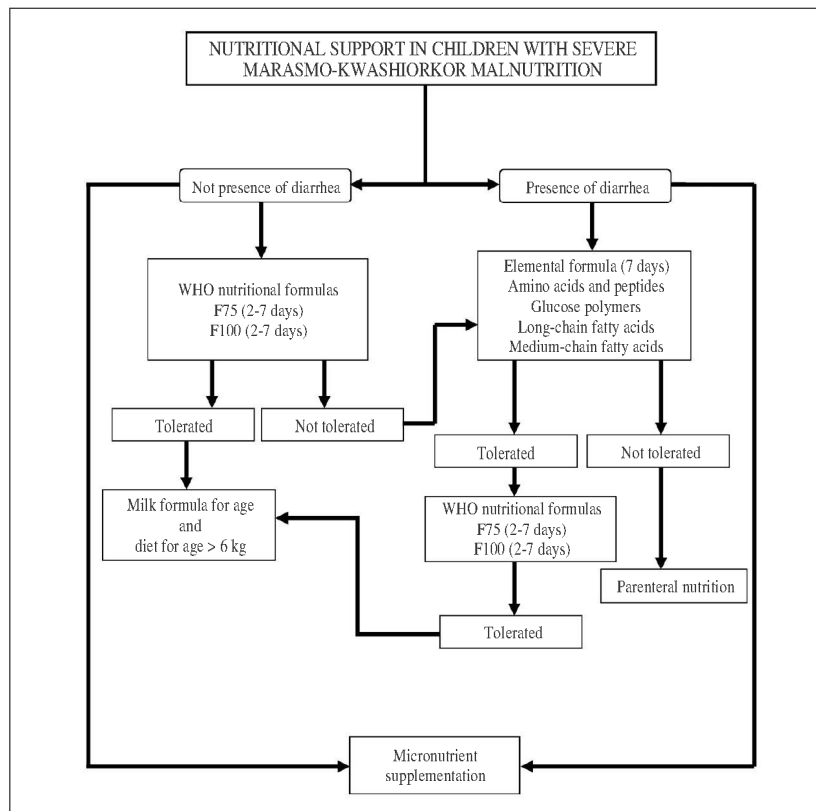 NUTRITIONAL SUPPORT IN CHILDREN WITH SEVERE
MARASMO-KWASHIORKOR MALNUTRITION
Not presence of diarrhea
Presence of diarrhea
WHO nutritional formulas
F75 (2-7 days)
F100 (2-7 days)
Elemental formula (7 days)
Amino acids and peptides
Glucose polymers
Long-chain fatty acids
Medium-chain fatty acids
Tolerated
Not tolerated
Tolerated
Not tolerated
Milk formula for age
and
diet for age > 6 kg
WHO nutritional formulas
F75 (2-7 days)
F100 (2-7 days)
Parenteral nutrition
Tolerated
Micronutrient
supplementation